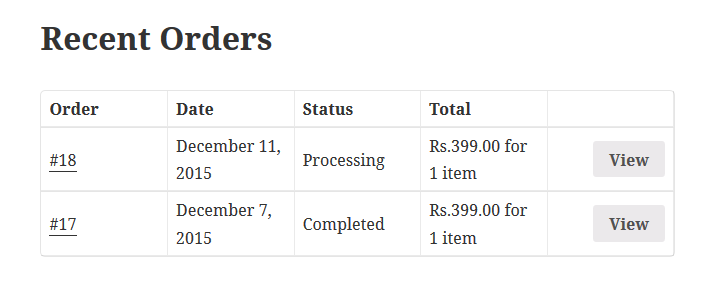 Recent Orders
Order Date Status Total
#18 December 11, 2015 Processing Rs.399.00 for 1 item View
#17 December 7, 2015 Completed Rs.399.00 for 1 item View